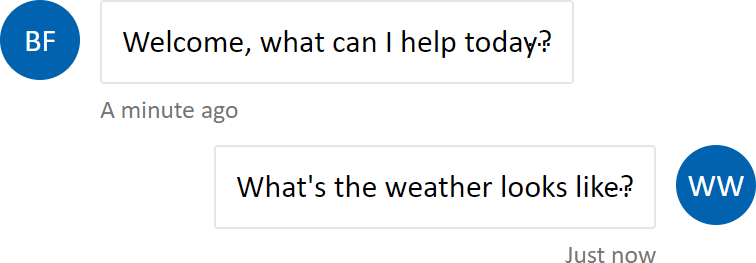 BF
Welcome, what can I help today?
A minute ago
What's the weather looks like?
WW
Just now